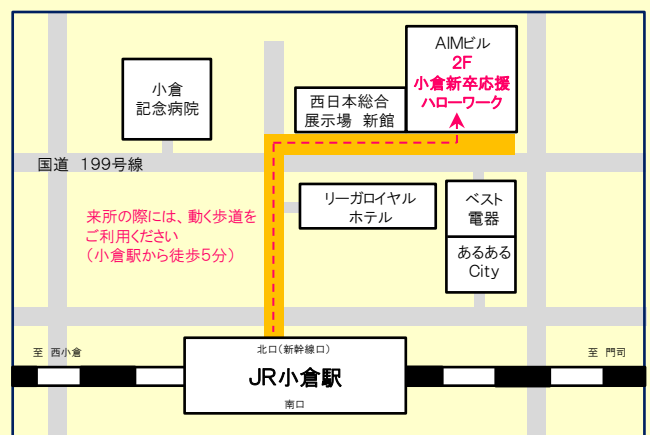 AIMビル
2F
小倉新卒応援
ハローワーク
小倉
記念病院
西日本総合
展示場 新館
国道 199号線
リーガロイヤル
ホテル
ベスト
電器
来所の際には、動く歩道を
ご利用ください
(小倉駅から徒歩5分)
あるある
City
北口(新幹線口)
至 西小倉
至 門司
JR小倉駅
南口